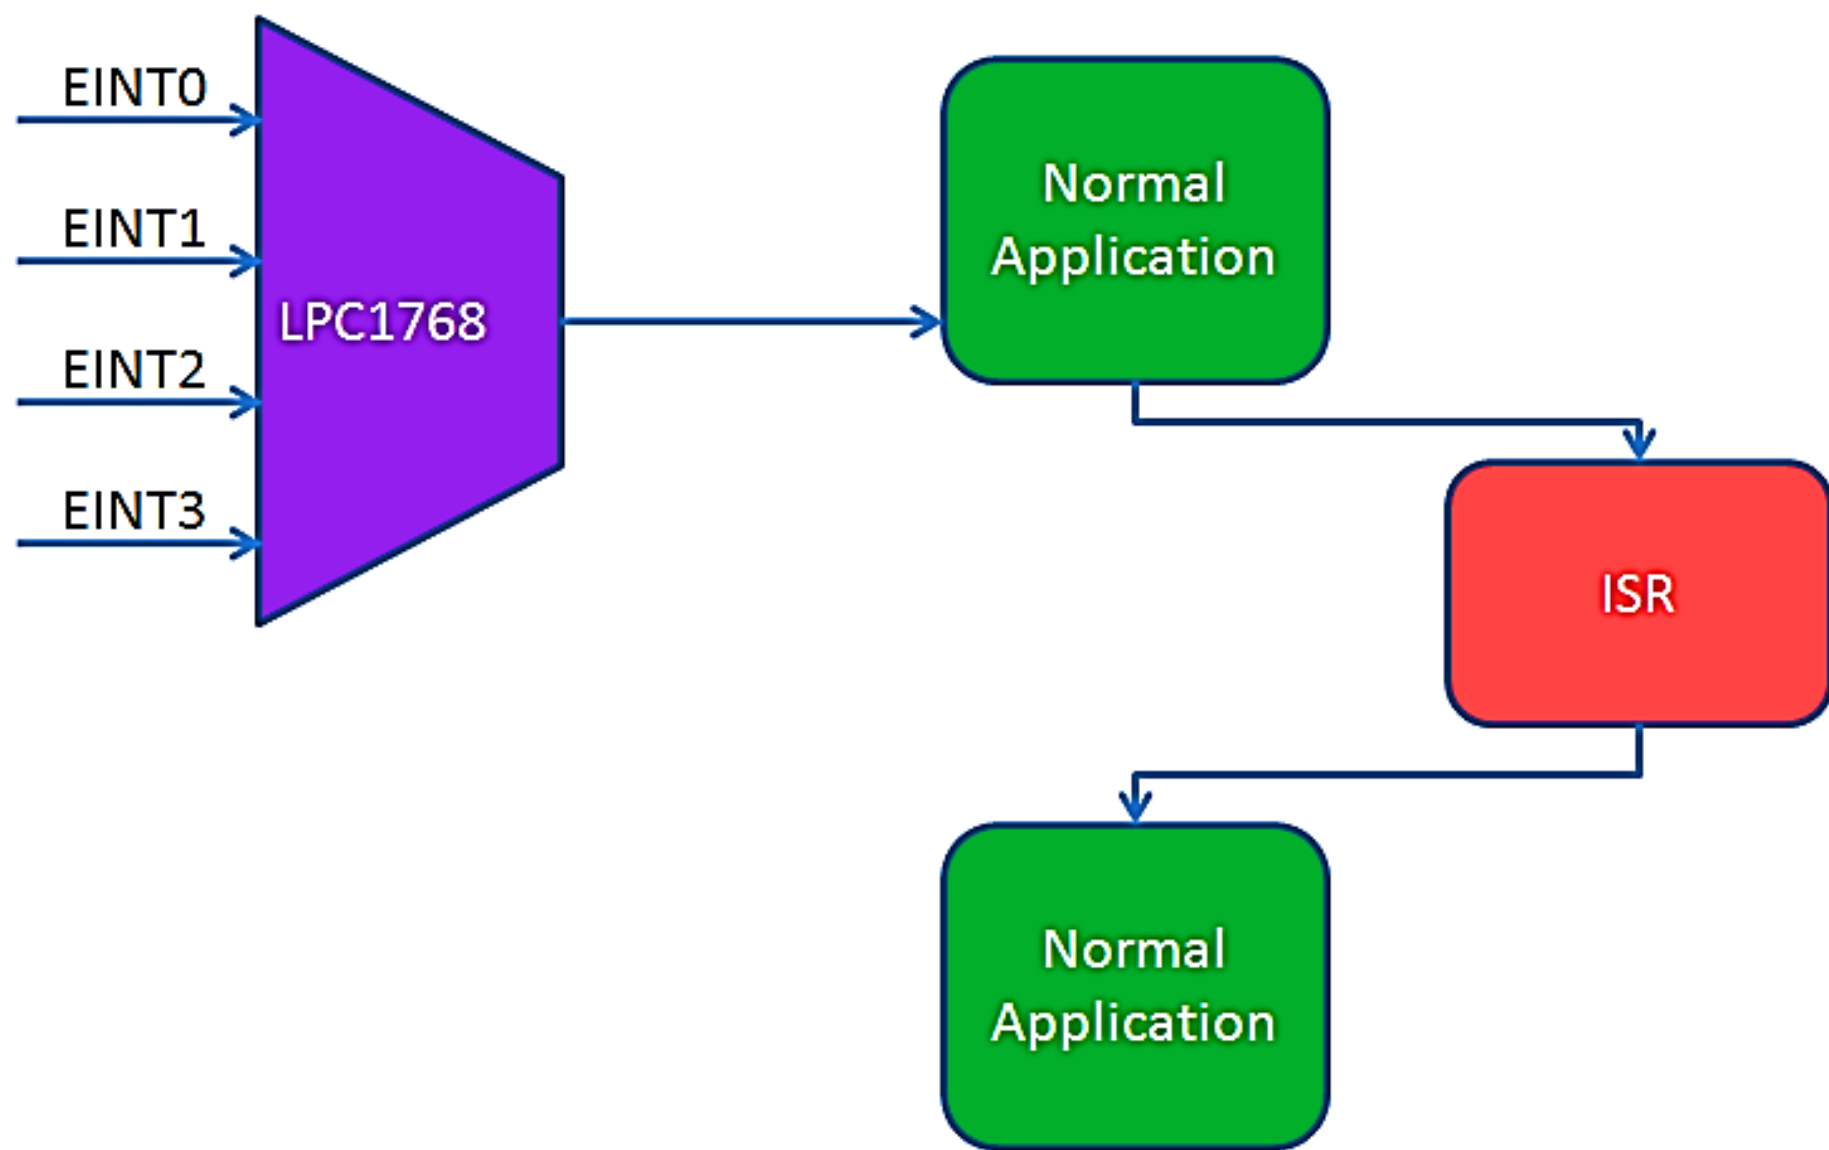 EINT0
EINT1
EINT2
EINT3
LPC1768
Normal
Application
ISR
Normal
Application